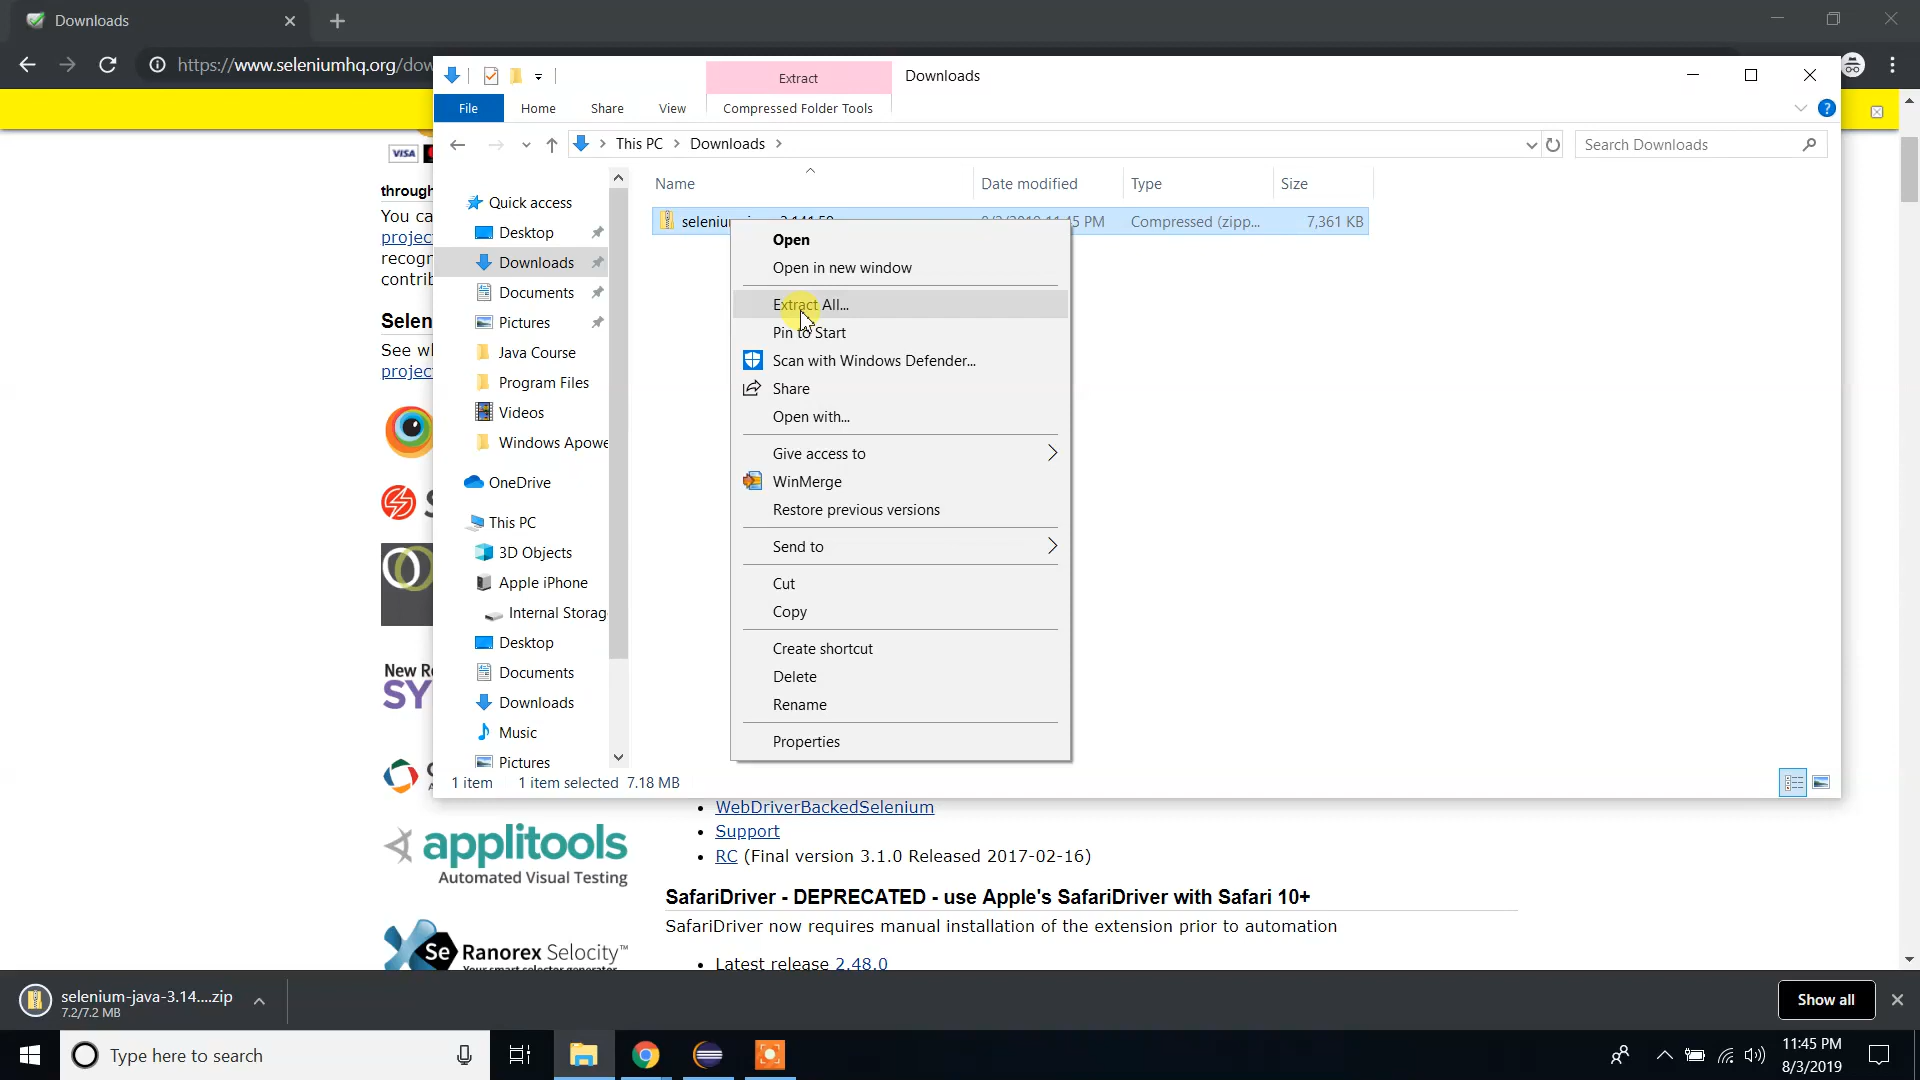 Downloads
https://www.seleniumhq.org/dow
Extract
Downloads
File
Home
Share
View
Compressed Folder Tools
This PC
Downloads
Search Downloads
Name
Date modified
Type
Size
PM
Compressed (zipp...
7,361 KB
Quick access
Desktop
Downloads
Documents
Pictures
Java Course
Program Files
Videos
Windows Apowe
OneDrive
This PC
3D Objects
Apple iPhone
Internal Storag
Desktop
Documents
Downloads
Music
Pictures
1 item
1 item selected 7.18 MB
Open
Open in new window
Extract All...
Pin to Start
Scan with Windows Defender...
Share
Open with...
Give access to
WinMerge
Restore previous versions
Send to
Cut
Copy
Create shortcut
Delete
Rename
Properties
VISA
through
You ca
projec
recogr
contrib
Selen
See wh
projec
New Re
SY
applitools
Automated Visual Testing
Se Ranorex Selocity™
Your smart selector generator
WebDriverBackedSelenium
Support
RC (Final version 3.1.0 Released 2017-02-16)
SafariDriver - DEPRECATED - use Apple's SafariDriver with Safari 10+
SafariDriver now requires manual installation of the extension prior to automation
Latest release 2.48.0
selenium-java-3.14....zip
7.2/7.2 MB
Show all
Type here to search
11:45 PM
8/3/2019